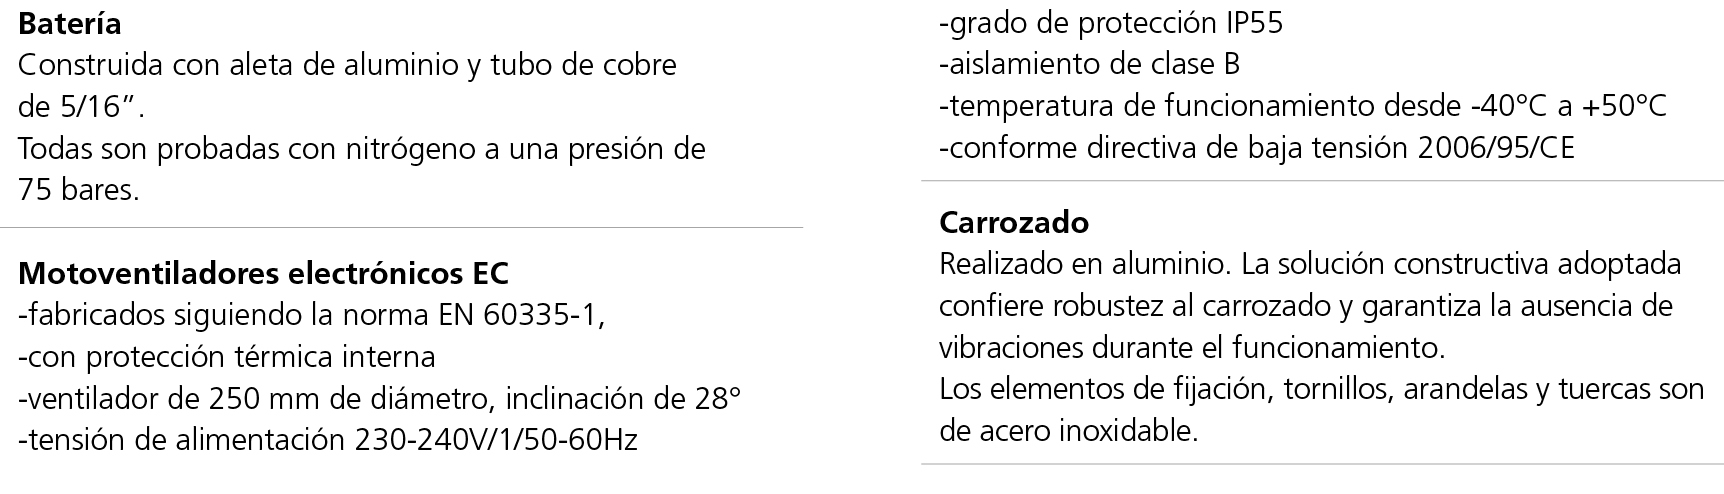 Batería
Construida con aleta de aluminio y tubo de cobre
de 5/16”.
Todas son probadas con nitrógeno a una presión de
75 bares.
Motoventiladores electrónicos EC
-fabricados siguiendo la norma EN 60335-1,
-con protección térmica interna
-ventilador de 250 mm de diámetro, inclinación de 28°
-tensión de alimentación 230-240V/1/50-60Hz
-grado de protección IP55
-aislamiento de clase B
-temperatura de funcionamiento desde -40°C a +50°C
-conforme directiva de baja tensión 2006/95/CE
Carrozado
Realizado en aluminio. La solución constructiva adoptada
confiere robustez al carrozado y garantiza la ausencia de
vibraciones durante el funcionamiento.
Los elementos de fijación, tornillos, arandelas y tuercas son
de acero inoxidable.